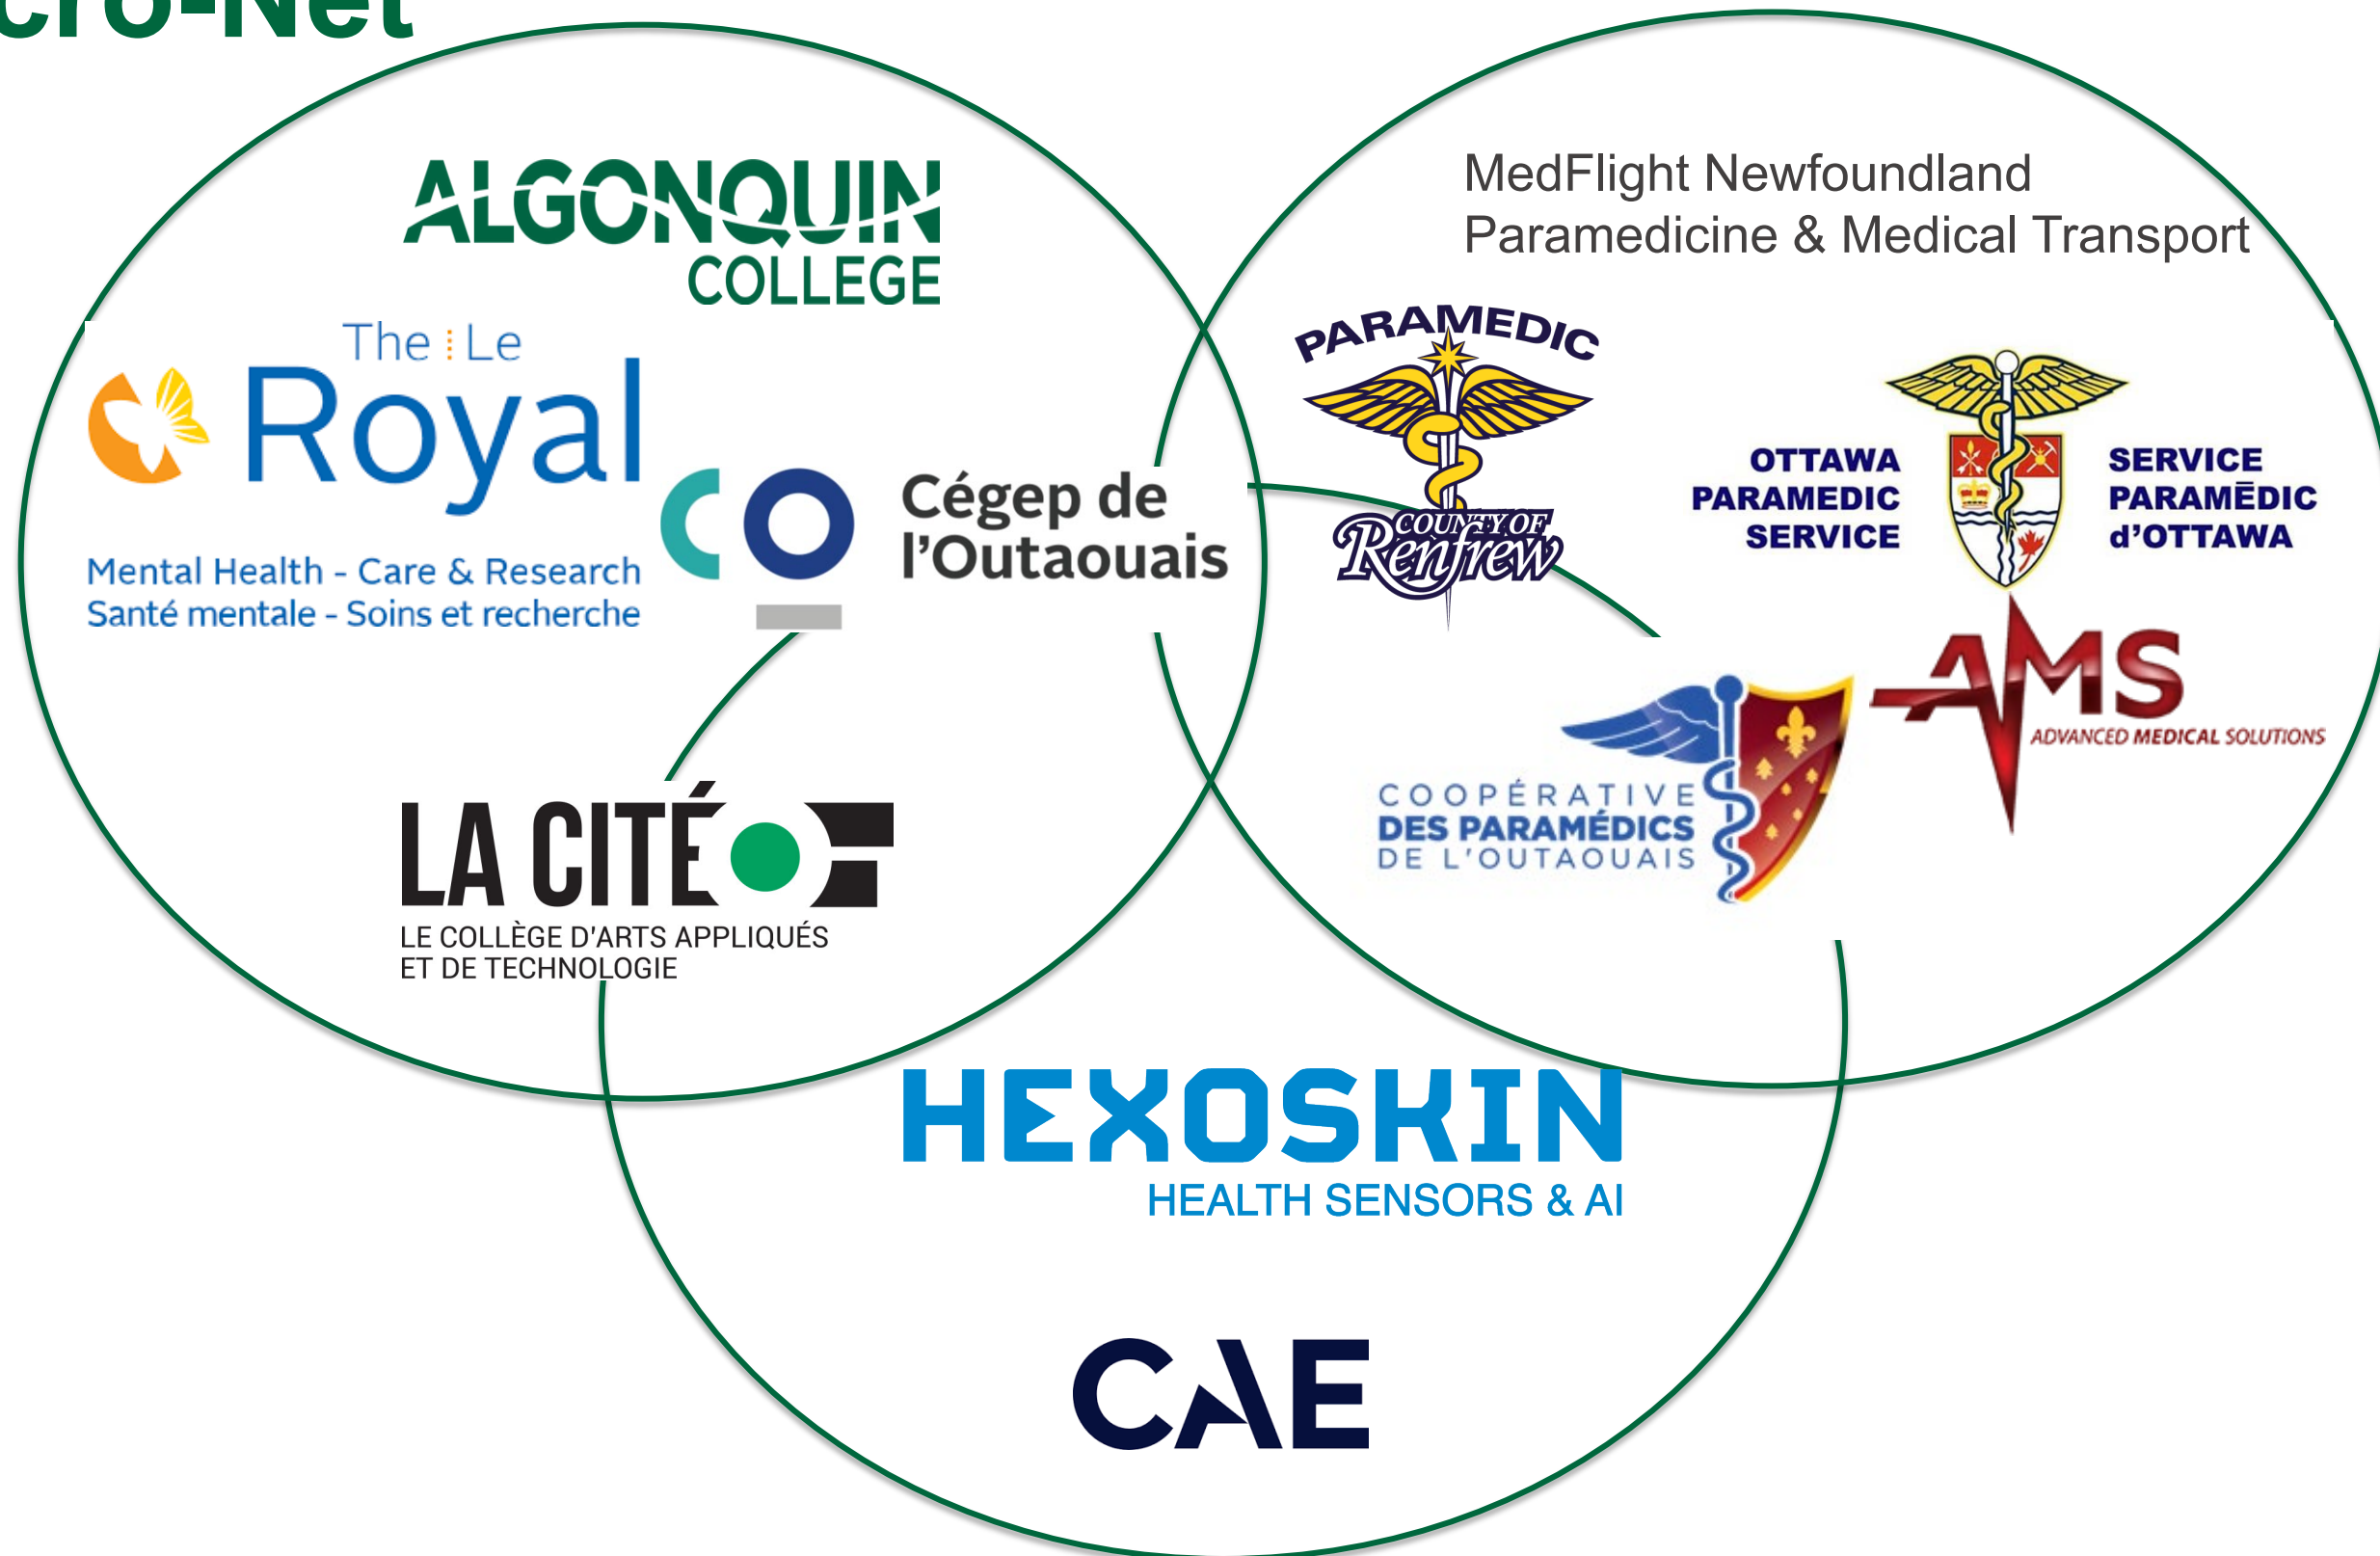 cro-Net
ALGONQUIN
COLLEGE
The Le
Royal
Mental Health - Care & Research
Santé mentale - Soins et recherche
CO
Cégep de
l'Outaouais
LA CITÉ
LE COLLÈGE D'ARTS APPLIQUÉS
ET DE TECHNOLOGIE
MedFlight Newfoundland
Paramedicine & Medical Transport
PARAMEDIC
COUNTY OF
Renfrew
OTTAWA
PARAMEDIC
SERVICE
SERVICE
PARAMĒDIC
d'OTTAWA
AMS
ADVANCED MEDICAL SOLUTIONS
COOPÉRATIVE
DES PARAMÉDICS
DE L'OUTAOUAIS
HEXOSKIN
HEALTH SENSORS & AI
CAE